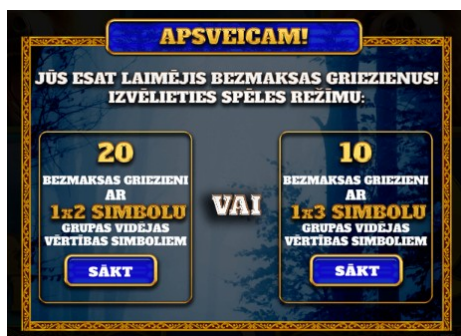 APSVEICAM!
JŪS ESAT LAIMĒJIS BEZMAKSAS GRIEZIENUS!
IZVĒLIETIES SPĒLES REŽĪMU:
20
BEZMAKSAS GRIEZIENI
AR
1x2 SIMBOLU
GRUPAS VIDĒJAS
VĒRTĪBAS SIMBOLIEM
SĀKT
VAI
10
BEZMAKSAS GRIEZIENI
AR
1x3 SIMBOLU
GRUPAS VIDĒJAS
VĒRTĪBAS SIMBOLIEM
SĀKT